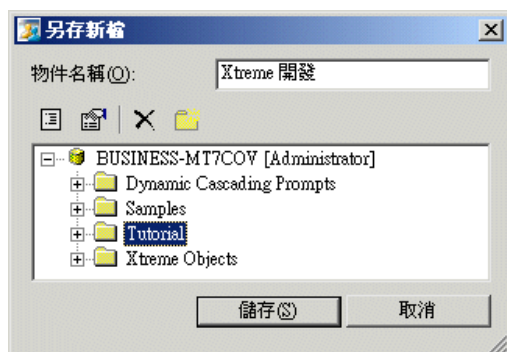 另存新檔
物件名稱(O):
Xtreme 開發
BUSINESS-MT7COV [Administrator]
Dynamic Cascading Prompts
Samples
Tutorial
Xtreme Objects
儲存(S)
取消